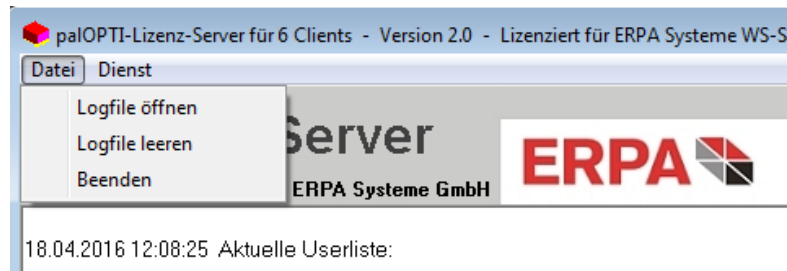 palOPTI-Lizenz-Server für 6 Clients - Version 2.0 - Lizenziert für ERPA Systeme WS-S
Datei Dienst
Logfile öffnen
Logfile leeren
Beenden
Server
ERPA Systeme GmbH
ERPA
18.04.2016 12:08:25 Aktuelle Userliste: